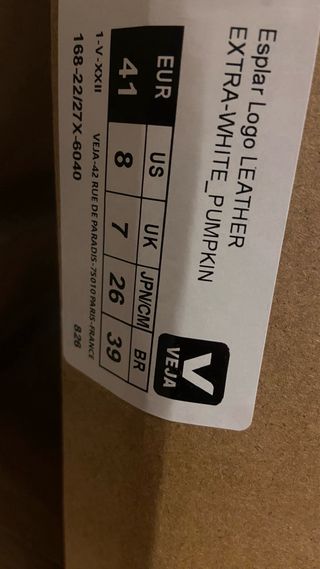 Esplar Logo LEATHER
EXTRA-WHITE_PUMPKIN
EUR US UK JPN/CM BR
41 8 7 26 39
V
VEJA
1-V-XXII VEJA-42 RUE DE PARADIS-75010 PARIS-FRANCE
168-22/27X-6040 826